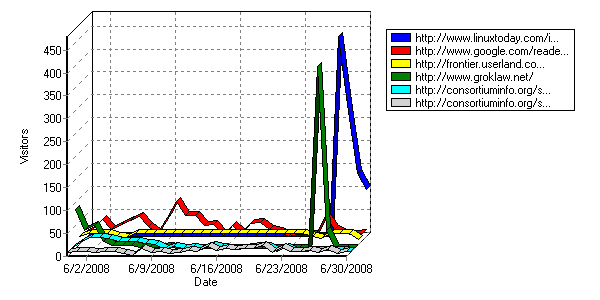 450
400
350
300
250
200
150
100
50
0
Visitors
6/2/2008 6/9/2008 6/16/2008 6/23/2008 6/30/2008
Date
http://www.linuxtoday.com/i...
http://www.google.com/reade...
http://frontier.userland.co...
http://www.groklaw.net/
http://consortiuminfo.org/s...
http://consortiuminfo.org/s...